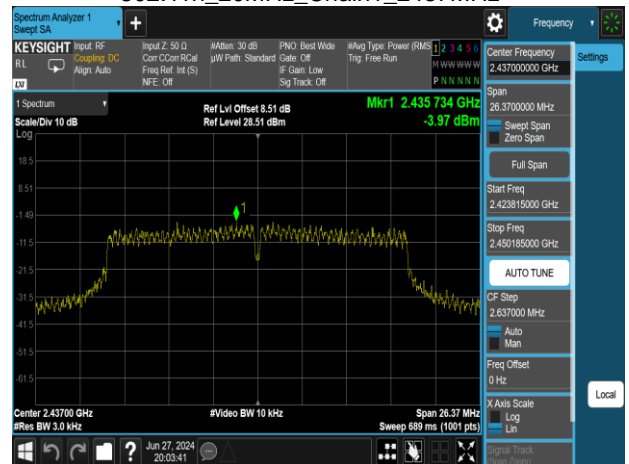 Spectrum Analyzer 1
Swept SA
+
Frequency
KEYSIGHT
RL
Input: RF
Coupling: DC
Align: Auto
Input Z: 50 Ω
Corr CCorr RCal
Freq Ref: Int (S)
NFE: Off
#Atten: 30 dB
µW Path: Standard
PNO: Best Wide
Gate: Off
IF Gain: Low
Sig Track: Off
#Avg Type: Power (RMS
Trig: Free Run
1 2 3 4 5 6
M W W W W W
P N N N N N
LXI
1 Spectrum
Scale/Div 10 dB
Log
Ref Lvl Offset 8.51 dB
Ref Level 28.51 dBm
Mkr1 2.435 734 GHz
-3.97 dBm
18.5
8.51
-1.49
-11.5
-21.5
-31.5
-41.5
-51.5
-61.5
1
Center 2.43700 GHz
#Res BW 3.0 kHz
#Video BW 10 kHz
Span 26.37 MHz
Sweep 689 ms (1001 pts)
Center Frequency
2.437000000 GHz
Span
26.3700000 MHz
Swept Span
Zero Span
Full Span
Start Freq
2.423815000 GHz
Stop Freq
2.450185000 GHz
AUTO TUNE
CF Step
2.637000 MHz
Auto
Man
Freq Offset
0 Hz
X Axis Scale
Log
Lin
Signal Track
(Span Zoom)
Settings
Local
?
Jun 27, 2024
20:03:41